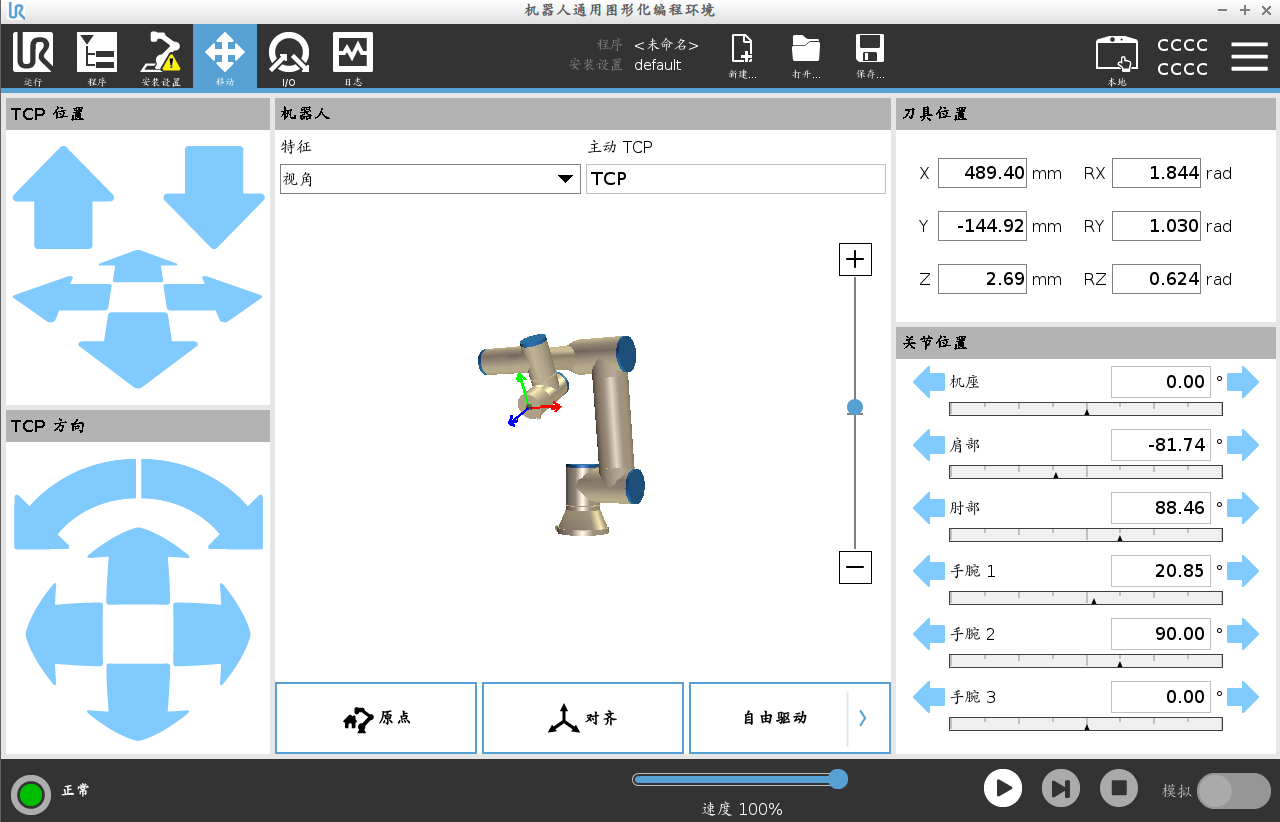 UR
机器人通用图形化编程环境
运行
程序
安装设置
移动
I/O
日志
程序 <未命名>
安装设置 default
新建...
打开...
保存...
本地
CCCC
CCCC
TCP 位置
TCP 方向
机器人
特征
主动 TCP
视角
TCP
原点
对齐
自由驱动
刀具位置
X 489.40 mm RX 1.844 rad
Y -144.92 mm RY 1.030 rad
Z 2.69 mm RZ 0.624 rad
关节位置
机座 0.00 °
肩部 -81.74 °
肘部 88.46 °
手腕 1 20.85 °
手腕 2 90.00 °
手腕 3 0.00 °
正常
速度 100%
模拟